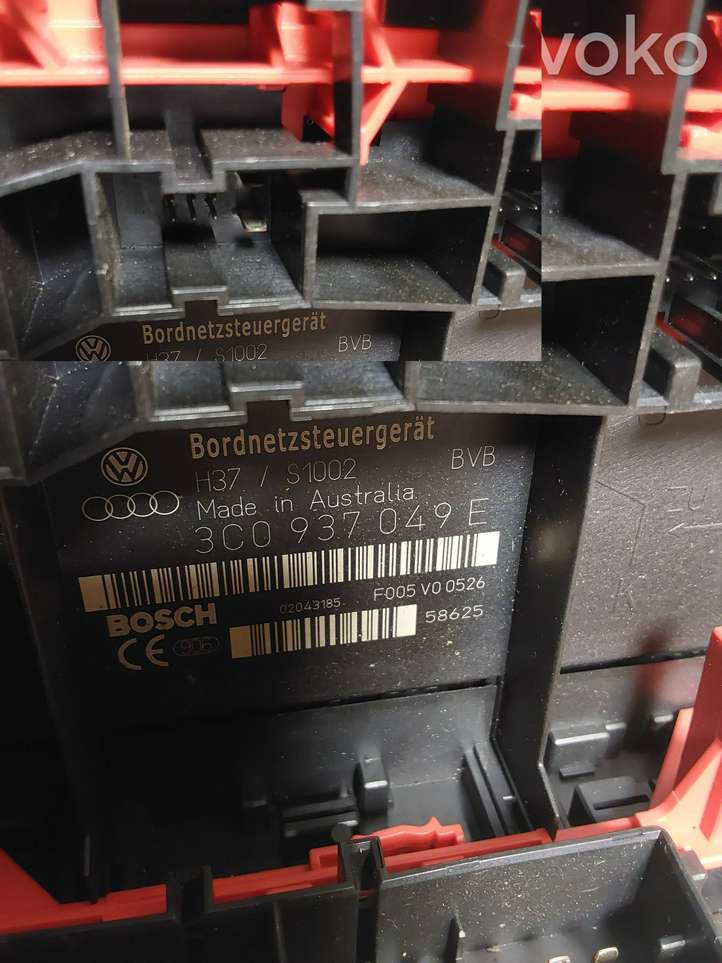 voko
Bordnetzsteuergerät
H37 / S1002 BVB
Bordnetzsteuergerät
H37 / S1002 BVB
Made in Australia
3C0 937 049 E
BOSCH 02043185 F005 V0 0526
58625
CE